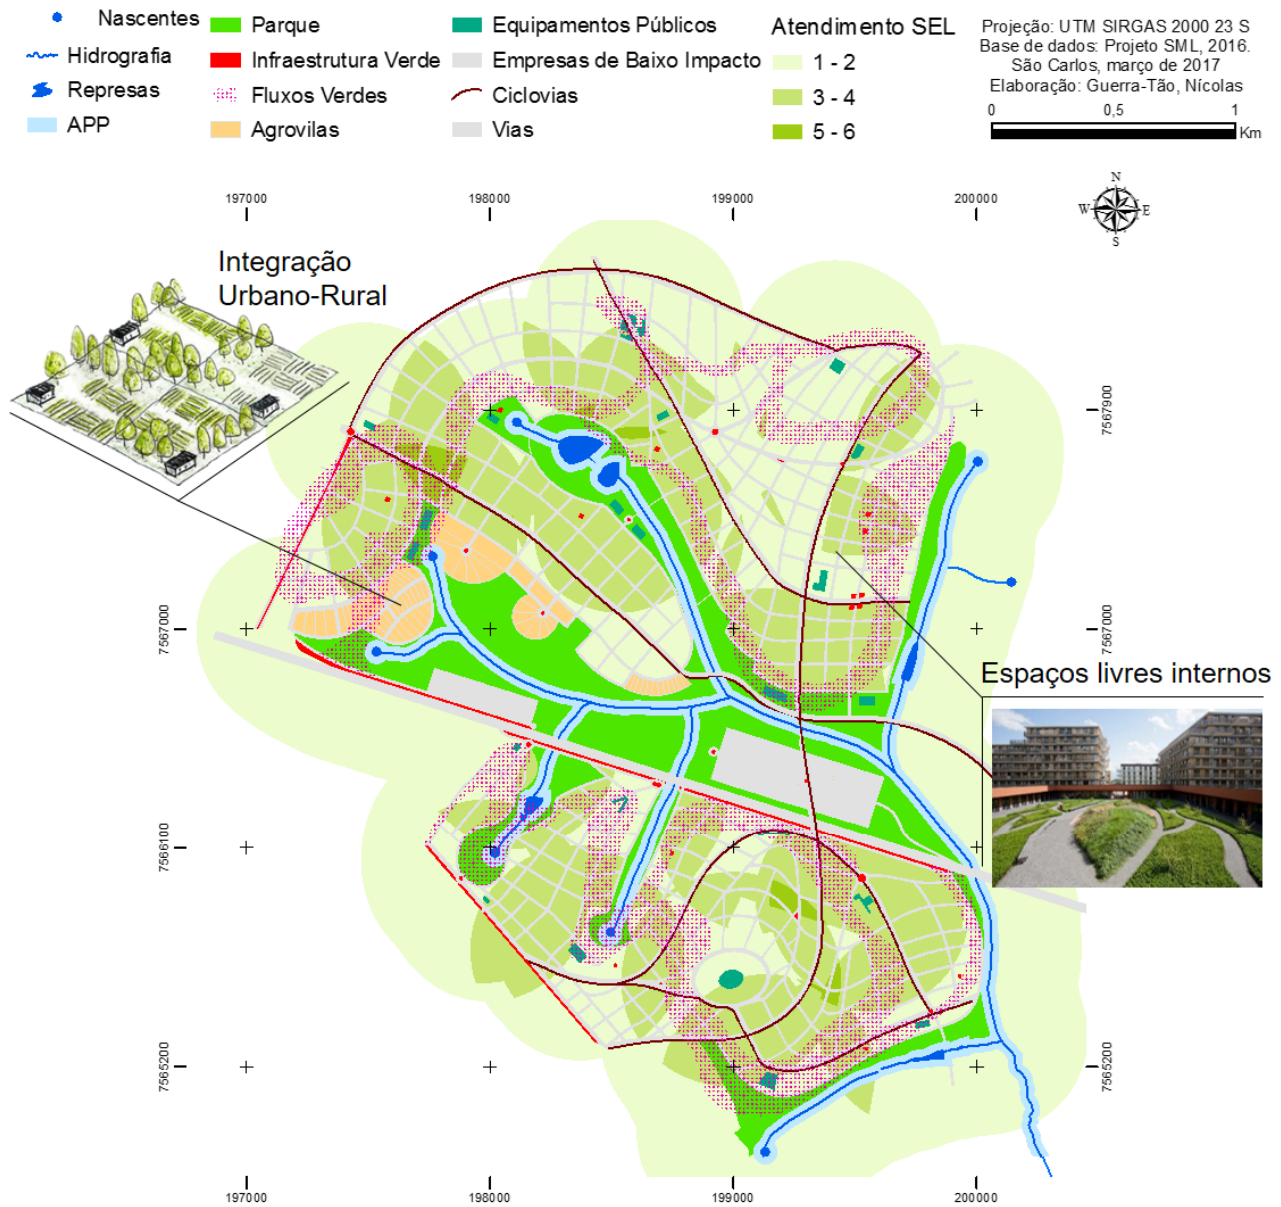 Nascentes
Hidrografia
Represas
APP
Parque
Infraestrutura Verde
Fluxos Verdes
Agrovilas
Equipamentos Públicos
Empresas de Baixo Impacto
Ciclovias
Vias
Atendimento SEL
1 - 2
3 - 4
5 - 6
Projeção: UTM SIRGAS 2000 23 S
Base de dados: Projeto SML, 2016.
São Carlos, março de 2017
Elaboração: Guerra-Tão, Nícolas
0 0,5 1
Km
N
W E
S
197000 198000 199000 200000
Integração
Urbano-Rural
7567900
7567000 7567000
Espaços livres internos
7566100
7565200 7565200
197000 198000 199000 200000